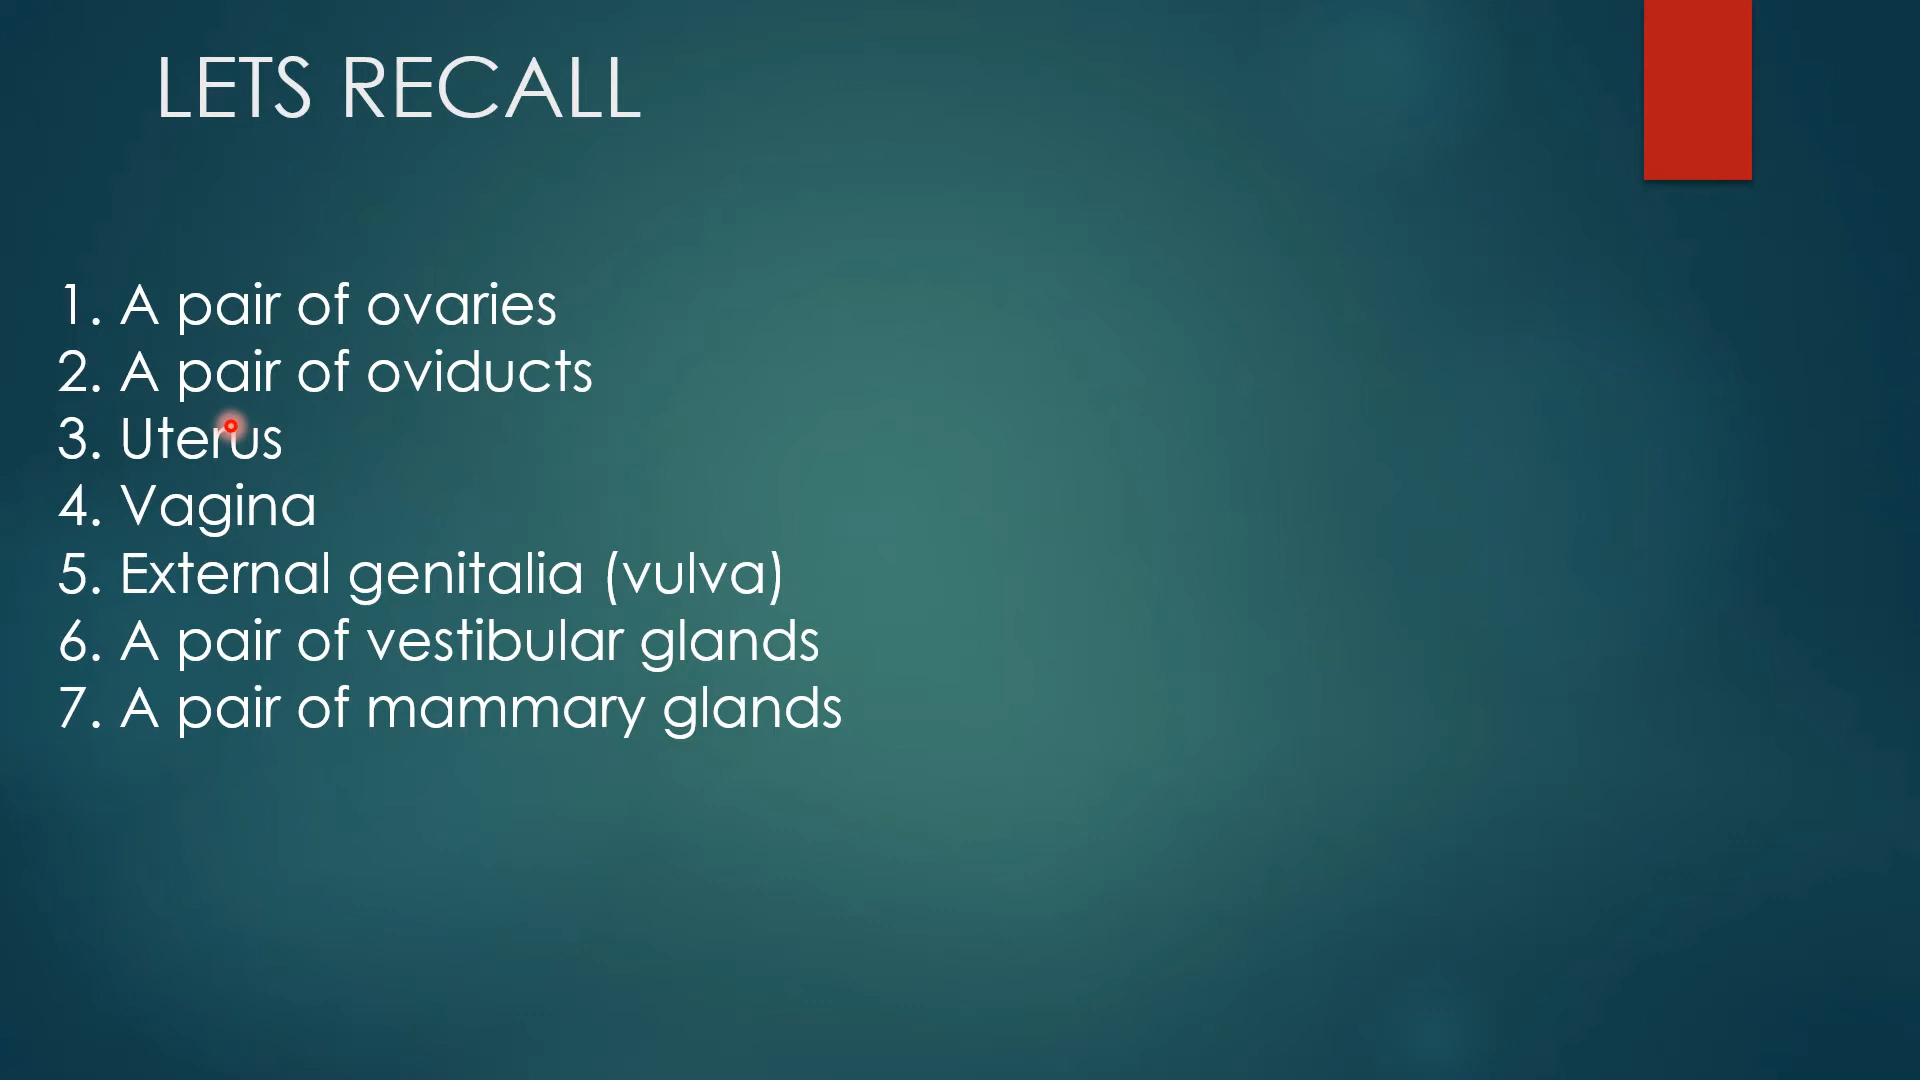 LETS RECALL
1. A pair of ovaries
2. A pair of oviducts
3. Uterus
4. Vagina
5. External genitalia (vulva)
6. A pair of vestibular glands
7. A pair of mammary glands